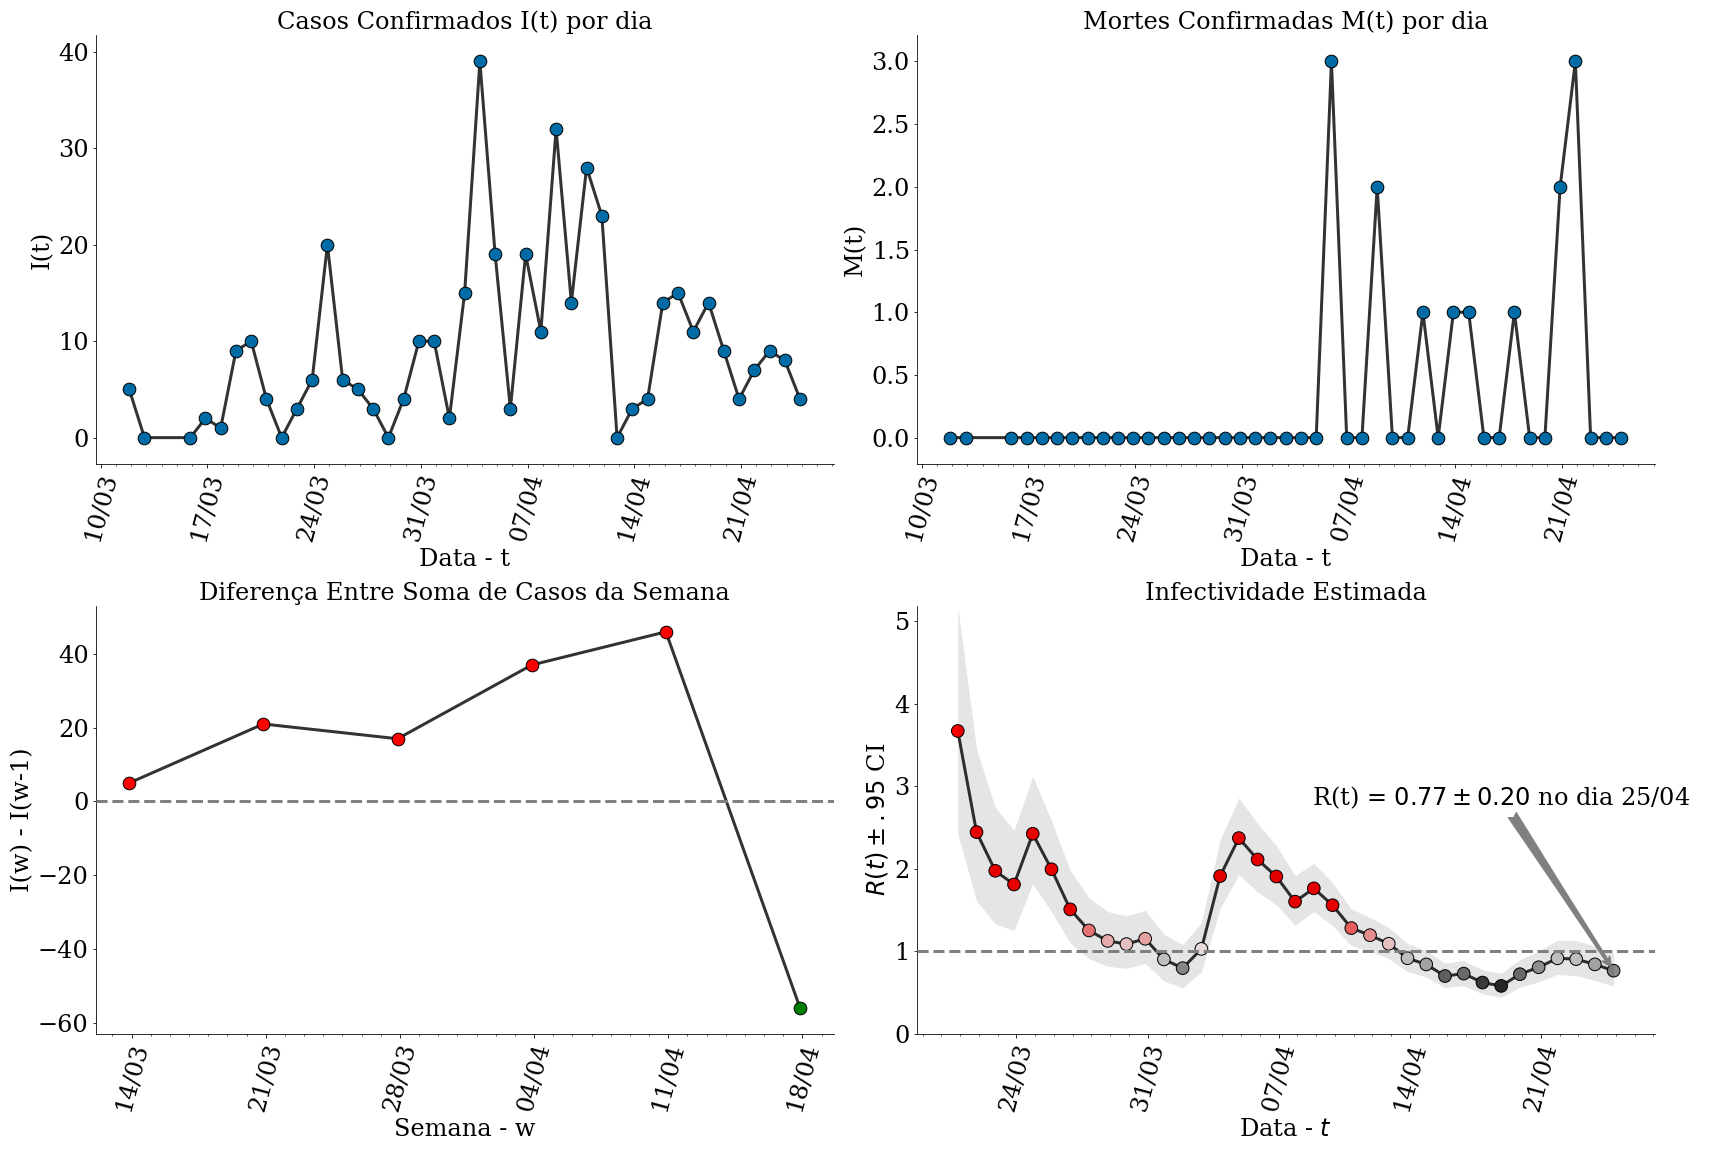 Casos Confirmados I(t) por dia
40
30
20
10
0
I(t)
10/03 17/03 24/03 31/03 07/04 14/04 21/04
Data - t
Mortes Confirmadas M(t) por dia
3.0
2.5
2.0
1.5
1.0
0.5
0.0
M(t)
10/03 17/03 24/03 31/03 07/04 14/04 21/04
Data - t
Diferença Entre Soma de Casos da Semana
40
20
0
−20
−40
−60
I(w) - I(w-1)
14/03 21/03 28/03 04/04 11/04 18/04
Semana - w
Infectividade Estimada
5
4
3
2
1
0
R(t) ± .95 CI
R(t) = 0.77 ± 0.20 no dia 25/04
24/03 31/03 07/04 14/04 21/04
Data - t